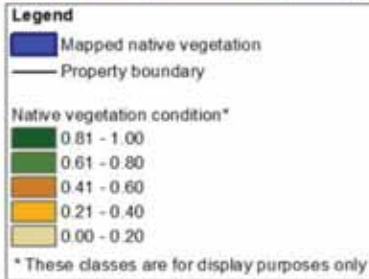 Legend
Mapped native vegetation
Property boundary
Native vegetation condition*
0.81 - 1.00
0.61 - 0.80
0.41 - 0.60
0.21 - 0.40
0.00 - 0.20
* These classes are for display purposes only